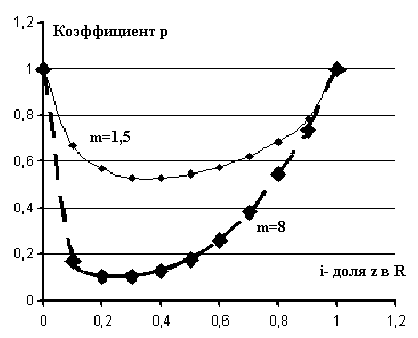 1,2
Коэффициент р
1
0,8
m=1,5
0,6
0,4
m=8
0,2
i- доля z в R
0
0 0,2 0,4 0,6 0,8 1 1,2